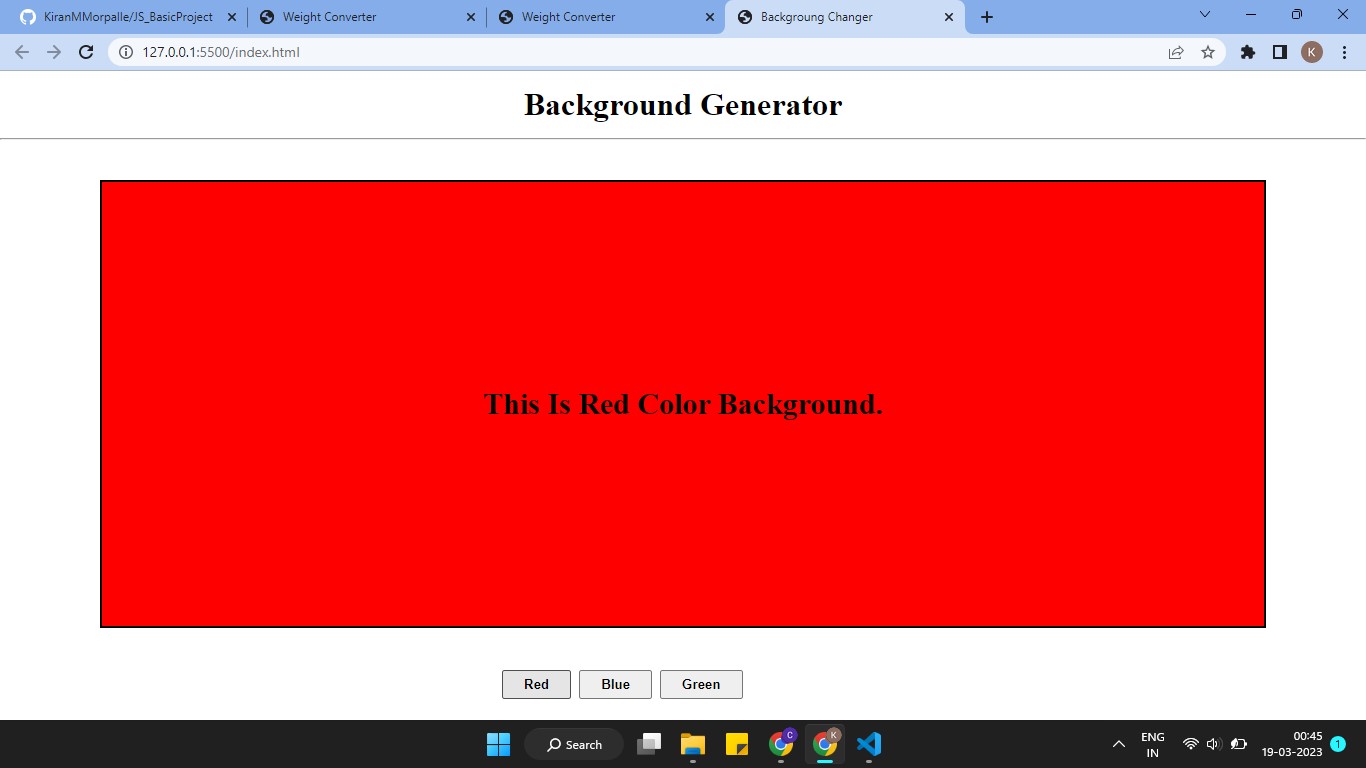 KiranMMorpalle/JS_BasicProject
Weight Converter
Weight Converter
Backgroung Changer
127.0.0.1:5500/index.html
K
Background Generator
This Is Red Color Background.
Red Blue Green
Search
C
K
ENG
IN
00:45
19-03-2023
1